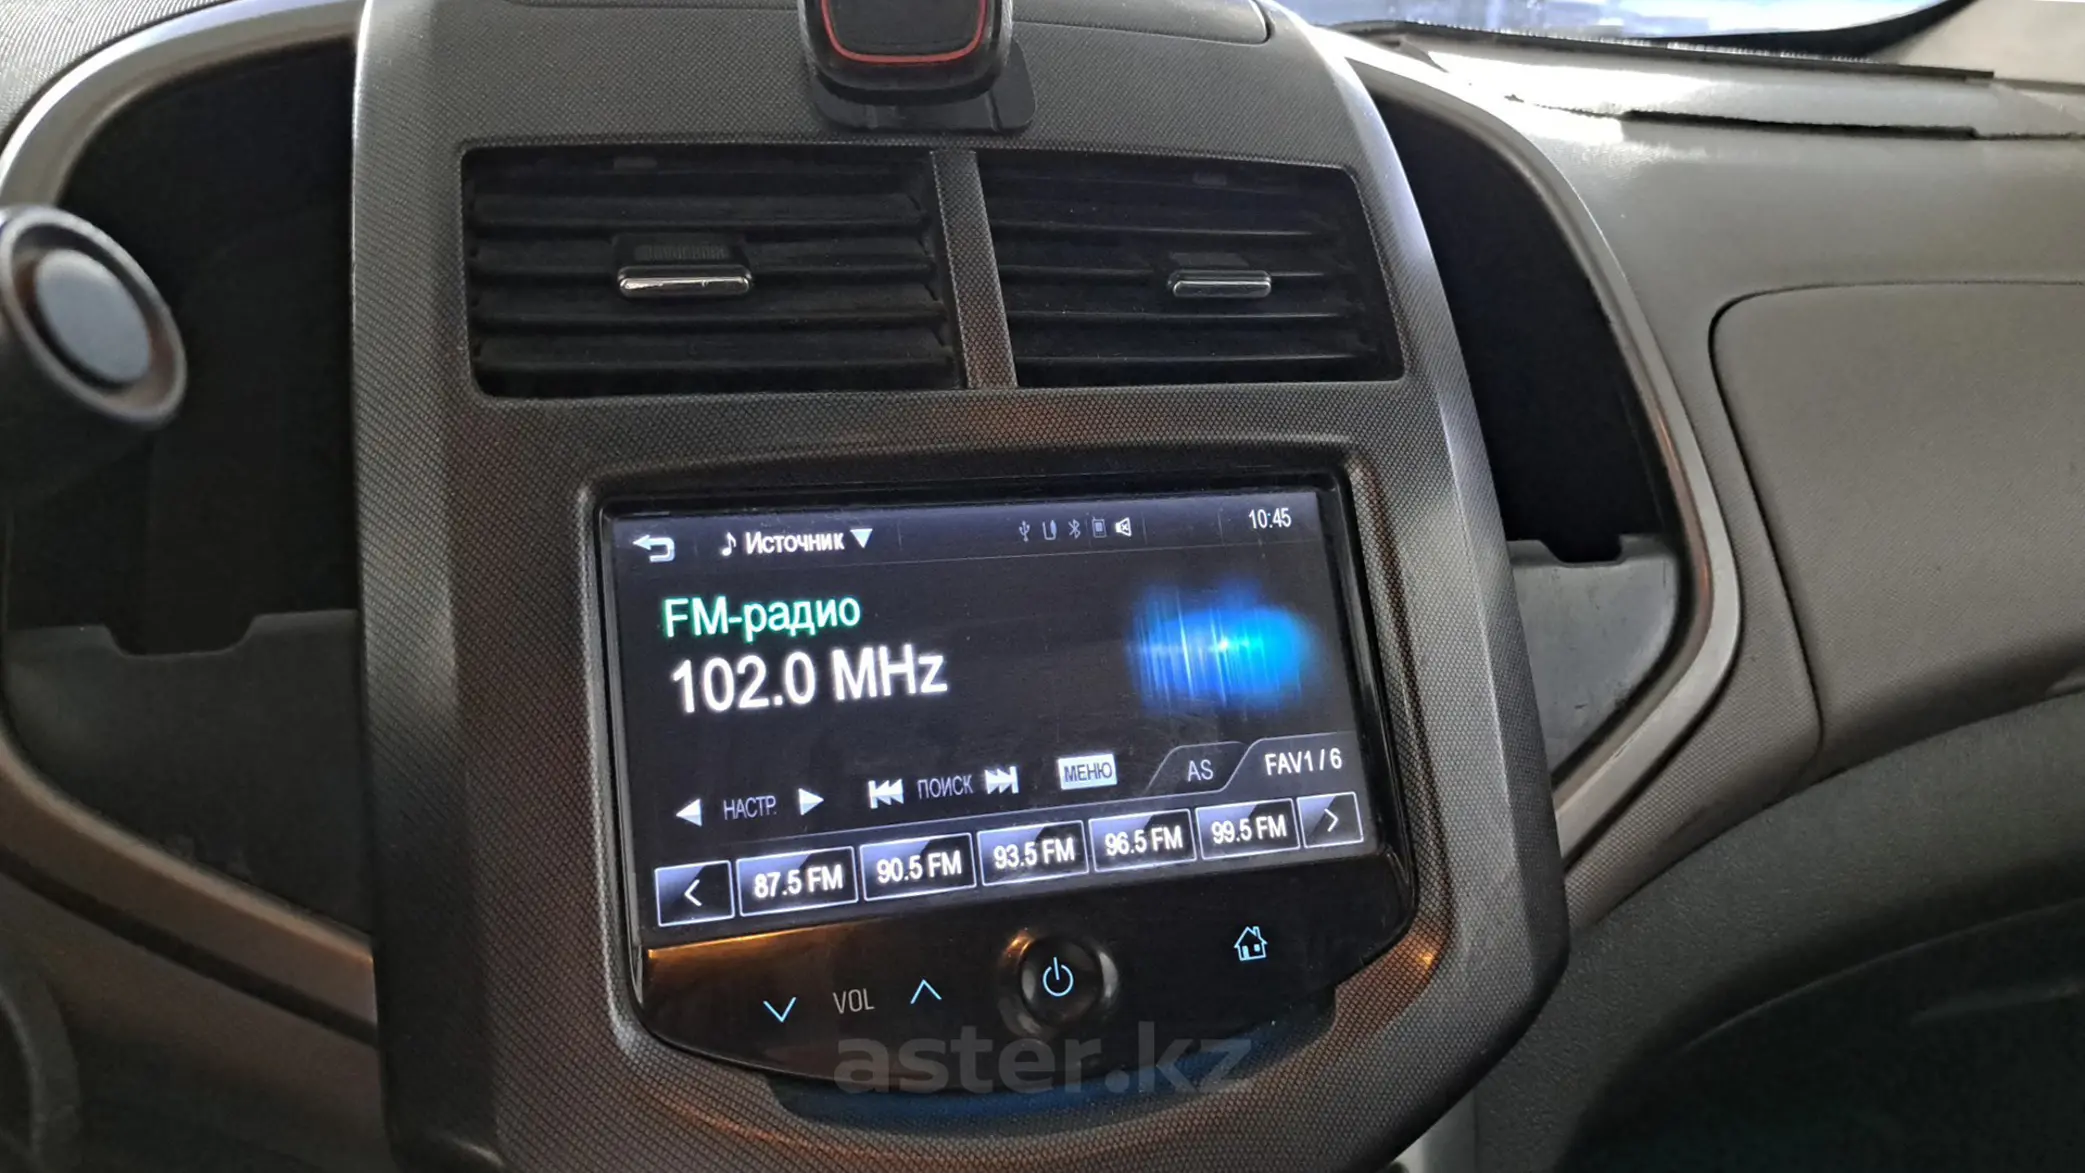 Источник 10:45
FM-радио
102.0 MHz
НАСТР. ПОИСК МЕНЮ AS FAV1 / 6
< 87.5 FM 90.5 FM 93.5 FM 96.5 FM 99.5 FM >
VOL
aster.kz